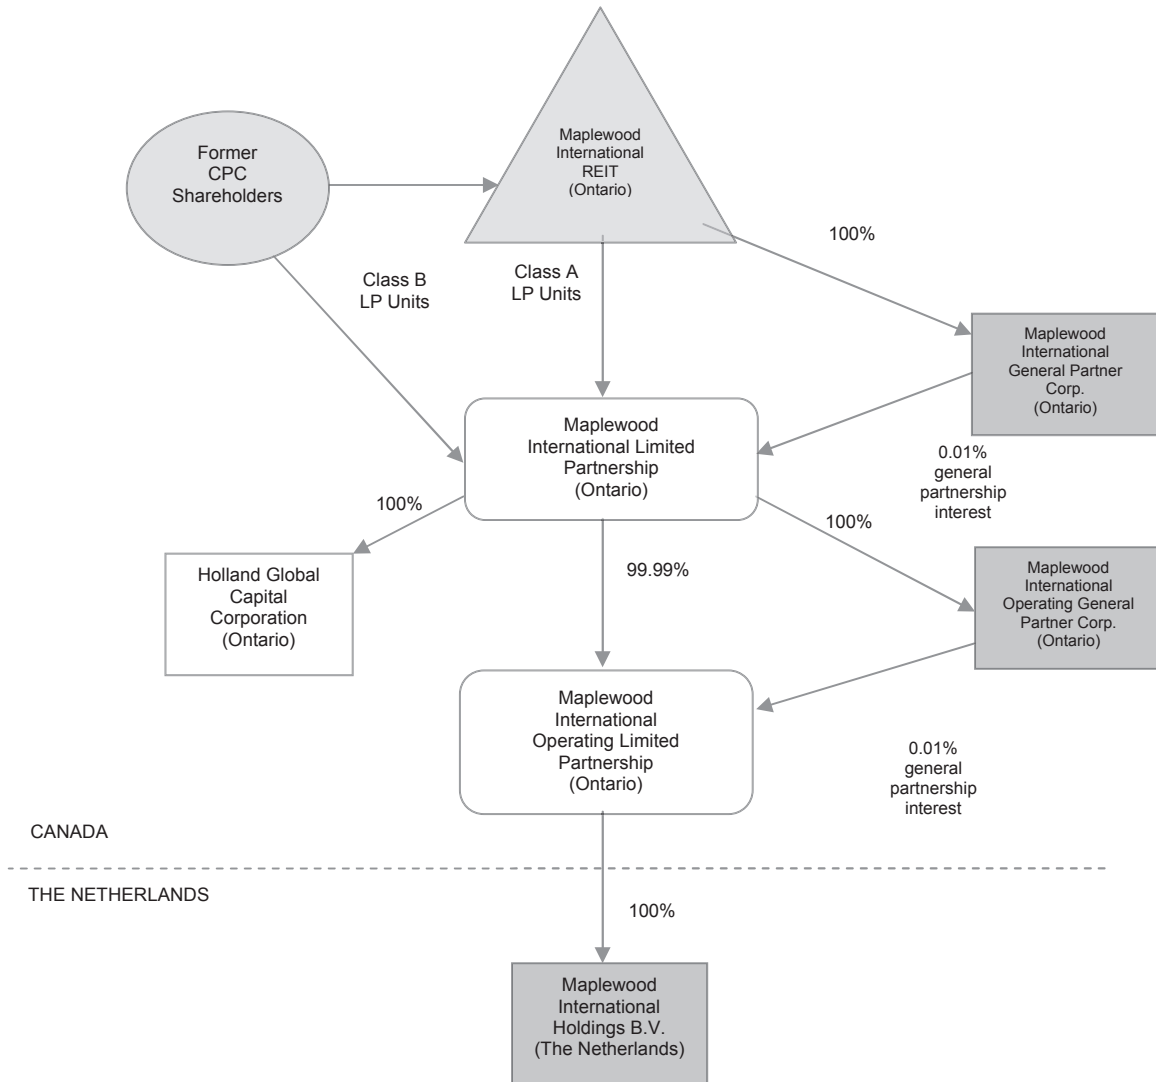 Maplewood
International
REIT
(Ontario)
Former
CPC
Shareholders
100%
Class B
LP Units
Class A
LP Units
Maplewood
International
General Partner
Corp.
(Ontario)
Maplewood
International Limited
Partnership
(Ontario)
0.01%
general
partnership
interest
100%
100%
Holland Global
Capital
Corporation
(Ontario)
99.99%
Maplewood
International
Operating General
Partner Corp.
(Ontario)
Maplewood
International
Operating Limited
Partnership
(Ontario)
0.01%
general
partnership
interest
CANADA
THE NETHERLANDS
100%
Maplewood
International
Holdings B.V.
(The Netherlands)